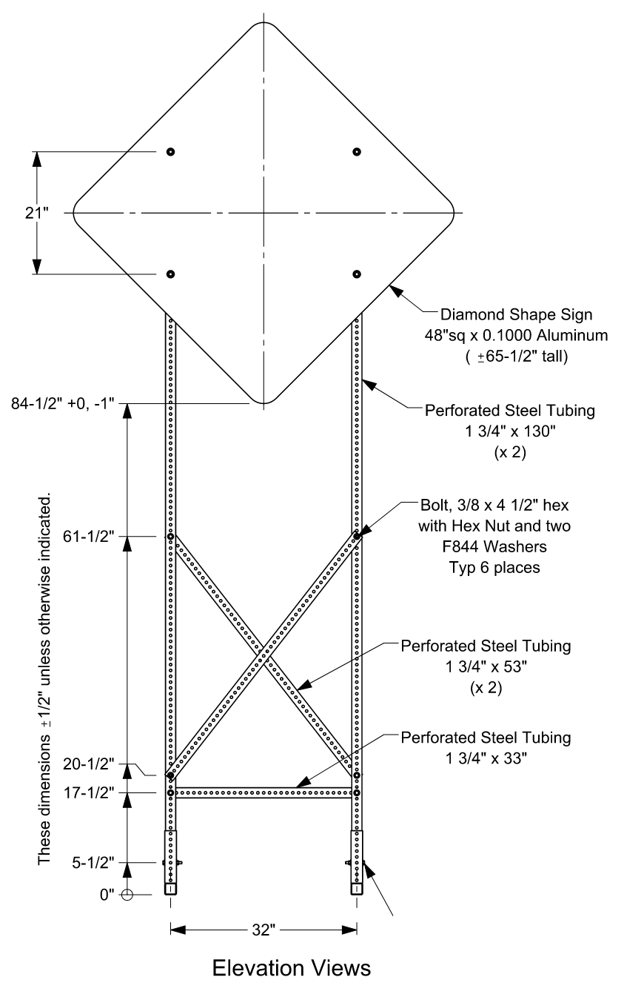 21"
Diamond Shape Sign
48"sq x 0.1000 Aluminum
( ±65-1/2" tall)
84-1/2" +0, -1"
Perforated Steel Tubing
1 3/4" x 130"
(x 2)
These dimensions ±1/2" unless otherwise indicated.
61-1/2"
Bolt, 3/8 x 4 1/2" hex
with Hex Nut and two
F844 Washers
Typ 6 places
Perforated Steel Tubing
1 3/4" x 53"
(x 2)
Perforated Steel Tubing
1 3/4" x 33"
20-1/2"
17-1/2"
5-1/2"
0"
32"
Elevation Views